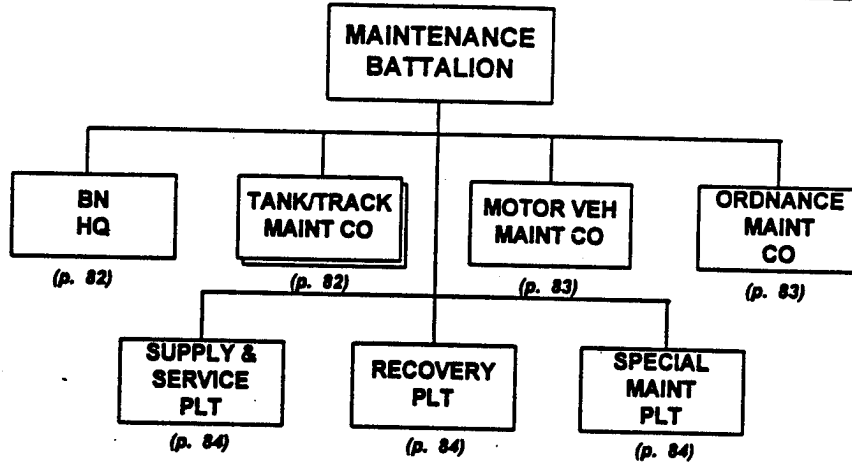 MAINTENANCE
BATTALION
BN
HQ
(p. 82)
TANK/TRACK
MAINT CO
(p. 82)
MOTOR VEH
MAINT CO
(p. 83)
ORDNANCE
MAINT
CO
(p. 83)
SUPPLY &
SERVICE
PLT
(p. 84)
RECOVERY
PLT
(p. 84)
SPECIAL
MAINT
PLT
(p. 84)